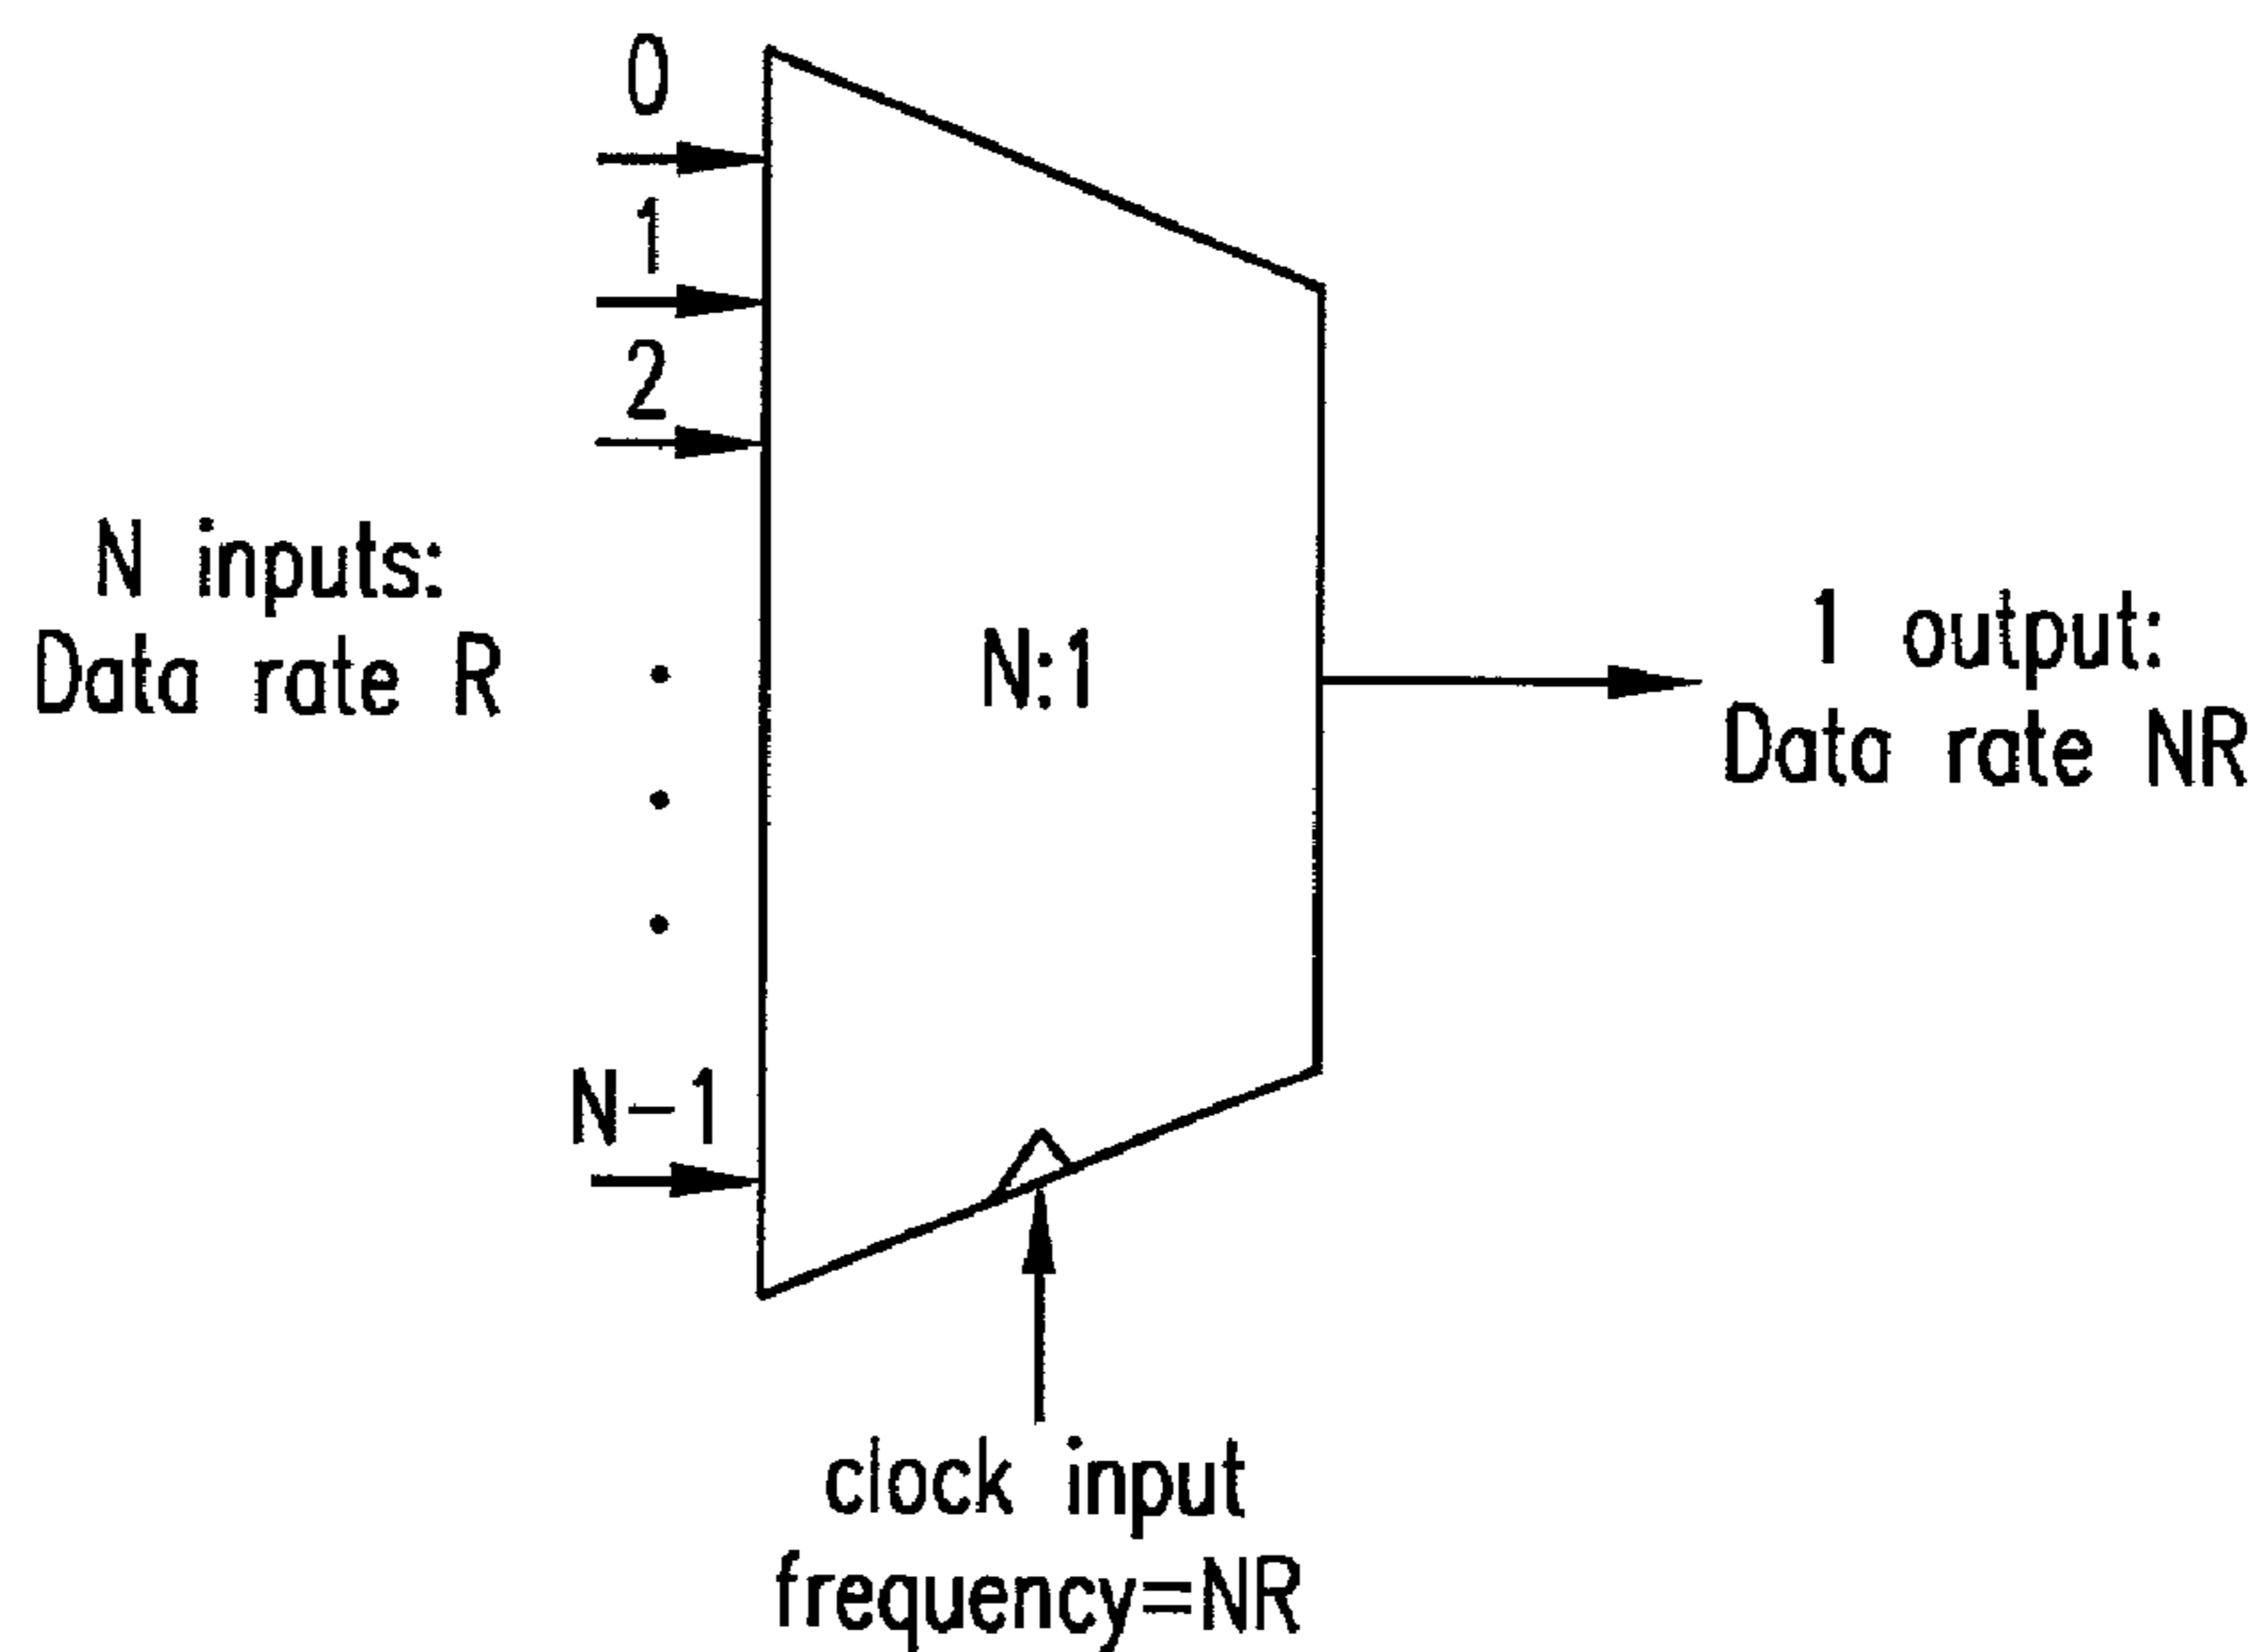 0
1
2
N inputs:
Data rate R
N:1
1 output:
Data rate NR
N-1
clock input
frequency=NR